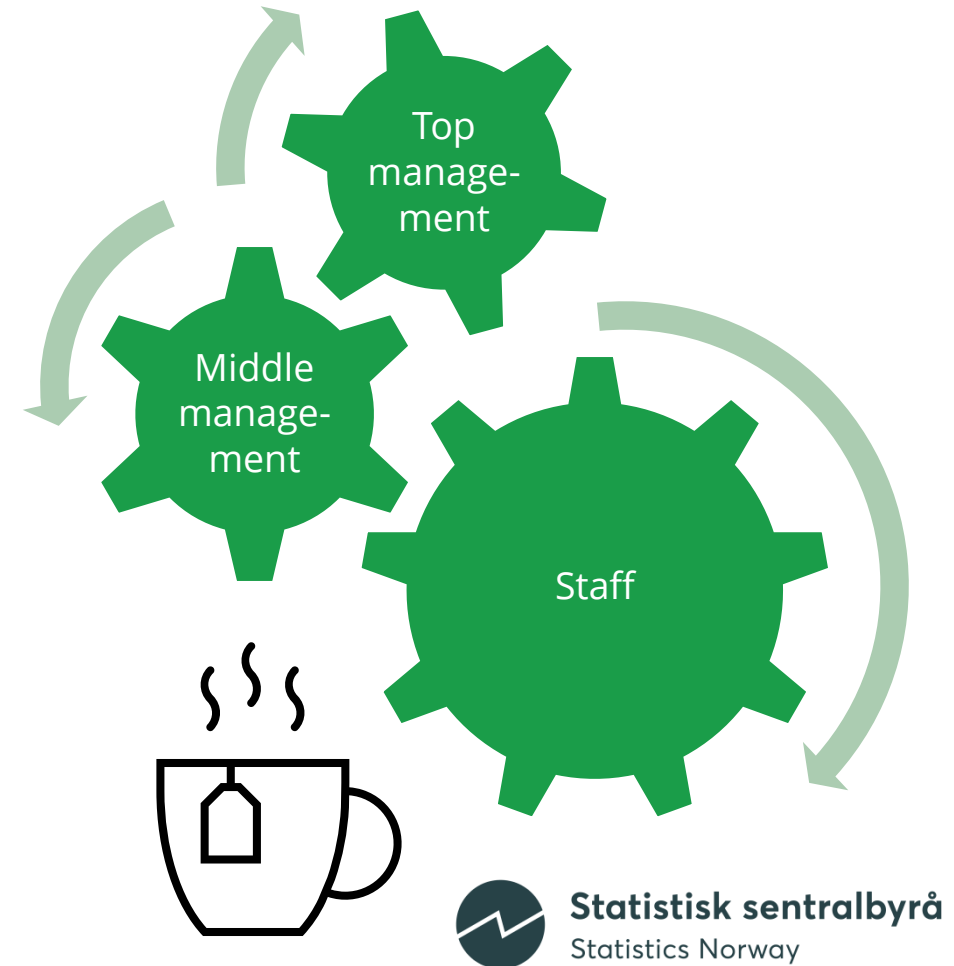 Top
manage-
ment
Middle
manage-
ment
Staff
Statistisk sentralbyrå
Statistics Norway